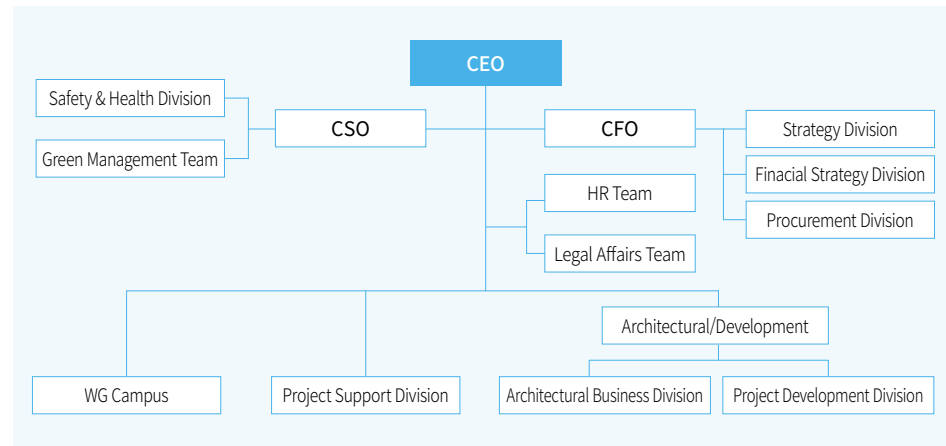 CEO
Safety & Health Division
CSO
CFO
Strategy Division
Green Management Team
Finacial Strategy Division
HR Team
Procurement Division
Legal Affairs Team
Architectural/Development
WG Campus
Project Support Division
Architectural Business Division
Project Development Division